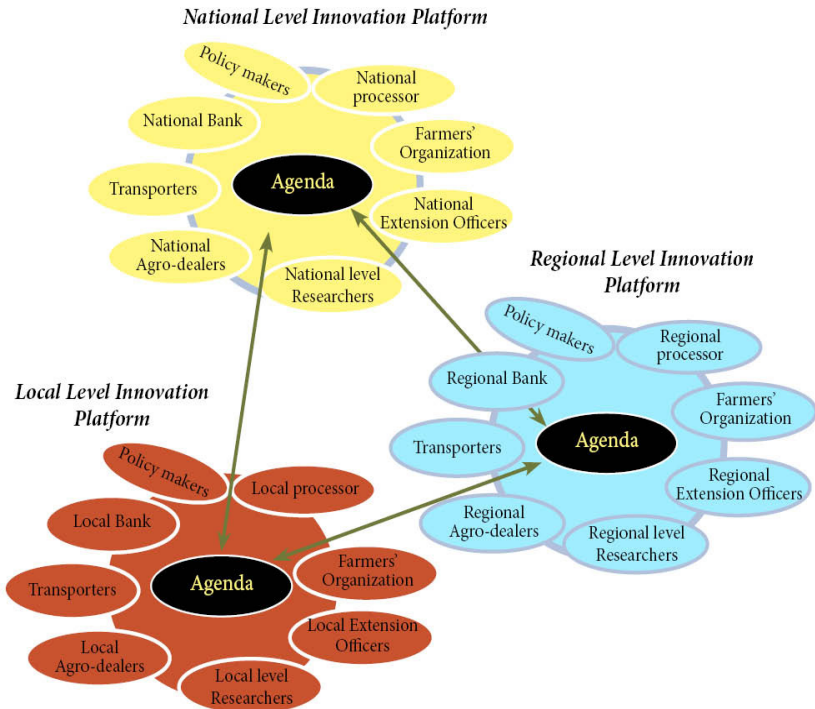 National Level Innovation Platform
Policy makers
National
processor
National Bank
Farmers'
Organization
Agenda
Transporters
National
Extension Officers
National
Agro-dealers
National level
Researchers
Regional Level Innovation
Platform
Policy makers
Regional
processor
Regional Bank
Farmers'
Organization
Agenda
Transporters
Regional
Extension Officers
Regional
Agro-dealers
Regional level
Researchers
Local Level Innovation
Platform
Policy makers
Local processor
Local Bank
Farmers'
Organization
Agenda
Transporters
Local Extension
Officers
Local
Agro-dealers
Local level
Researchers